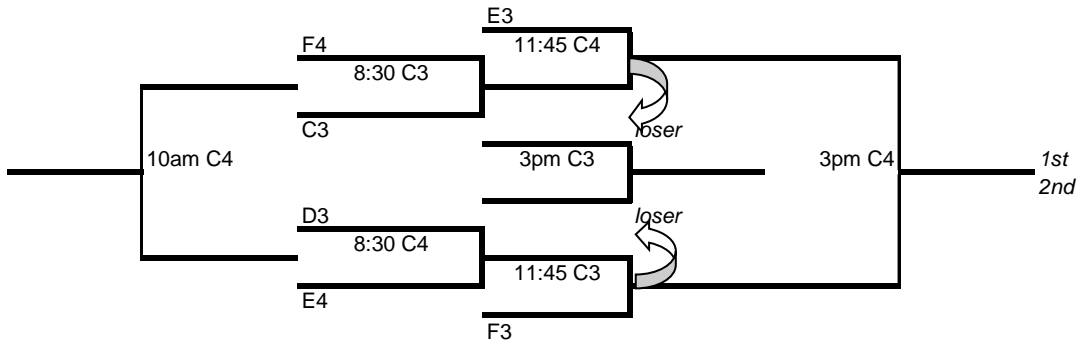 E3
F4
11:45 C4
8:30 C3
C3
loser
10am C4
3pm C3
3pm C4
1st
2nd
D3
loser
8:30 C4
11:45 C3
E4
F3